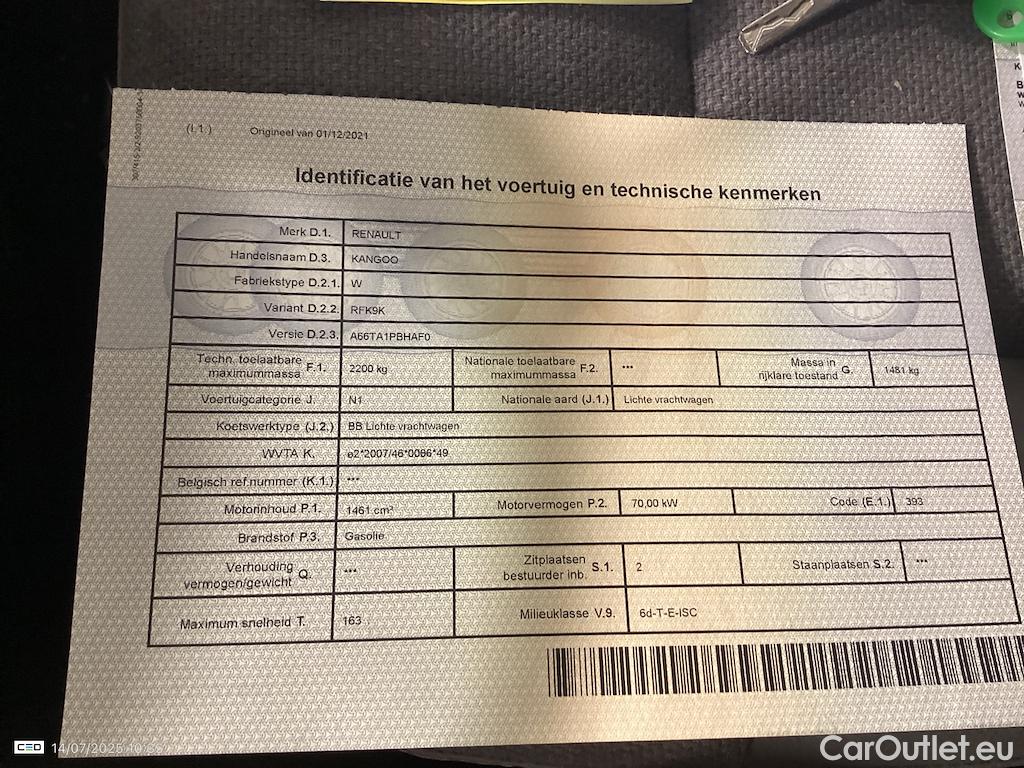 (I.1.) Origineel van 01/12/2021
Identificatie van het voertuig en technische kenmerken
Merk D.1. RENAULT
Handelsnaam D.3. KANGOO
Fabriekstype D.2.1. W
Variant D.2.2. RFK9K
Versie D.2.3. A66TA1PBHAF0
Techn. toelaatbare maximummassa F.1. 2200 kg Nationale toelaatbare maximummassa F.2. *** Massa in rijklare toestand G. 1481 kg
Voertuigcategorie J. N1 Nationale aard (J.1.) Lichte vrachtwagen
Koetswerktype (J.2.) BB Lichte vrachtwagen
WVTA K. e2*2007/46*0086*49
Belgisch ref.nummer (K.1.) ***
Motorinhoud P.1. 1461 cm³ Motorvermogen P.2. 70,00 kW Code (E.1.) 393
Brandstof P.3. Gasolie
Verhouding vermogen/gewicht Q. *** Zitplaatsen bestuurder inb. S.1. 2 Staanplaatsen S.2. ***
Maximum snelheid T. 163 Milieuklasse V.9. 6d-T-E-ISC
14/07/2025
CarOutlet.eu